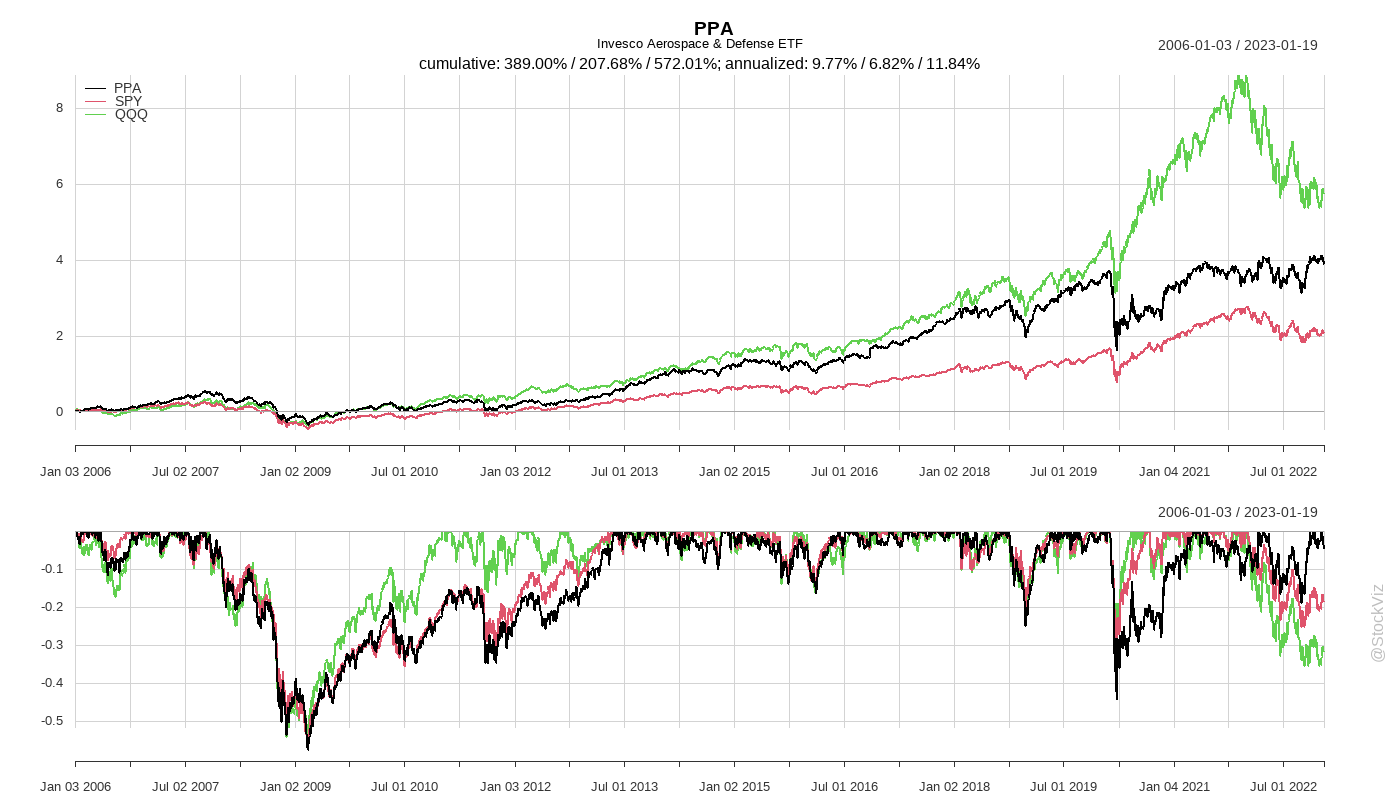 PPA
Invesco Aerospace & Defense ETF
2006-01-03 / 2023-01-19
cumulative: 389.00% / 207.68% / 572.01%; annualized: 9.77% / 6.82% / 11.84%
PPA
SPY
QQQ
8
6
4
2
0
Jan 03 2006 Jul 02 2007 Jan 02 2009 Jul 01 2010 Jan 03 2012 Jul 01 2013 Jan 02 2015 Jul 01 2016 Jan 02 2018 Jul 01 2019 Jan 04 2021 Jul 01 2022
2006-01-03 / 2023-01-19
-0.1
-0.2
-0.3
-0.4
-0.5
Jan 03 2006 Jul 02 2007 Jan 02 2009 Jul 01 2010 Jan 03 2012 Jul 01 2013 Jan 02 2015 Jul 01 2016 Jan 02 2018 Jul 01 2019 Jan 04 2021 Jul 01 2022
@StockViz